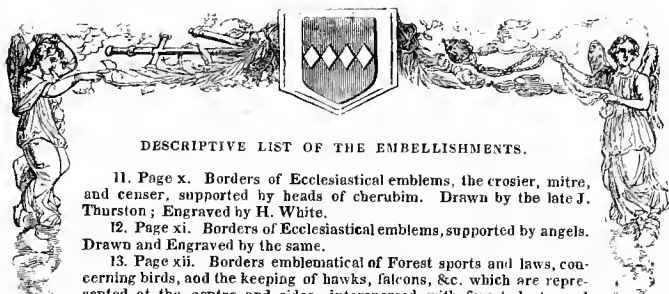 DESCRIPTIVE LIST OF THE EMBELLISHMENTS.
11. Page x. Borders of Ecclesiastical emblems, the crosier, mitre,
and censer, supported by heads of cherubim. Drawn by the late J.
Thurston; Engraved by H. White.
12. Page xi. Borders of Ecclesiastical emblems, supported by angels.
Drawn and Engraved by the same.
13. Page xii. Borders emblematical of Forest sports and laws, con-
cerning birds, and the keeping of hawks, falcons, &c. which are repre-